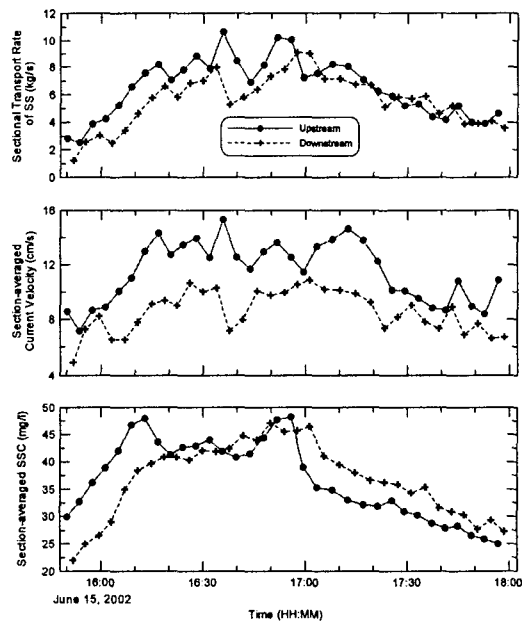 Sectional Transport Rate
of SS (kg/s)
12
10
8
6
4
2
0
Upstream
Downstream
Section-averaged
Current Velocity (cm/s)
16
12
8
4
Section-averaged SSC (mg/l)
50
45
40
35
30
25
20
16:00
16:30
17:00
17:30
18:00
June 15, 2002
Time (HH:MM)